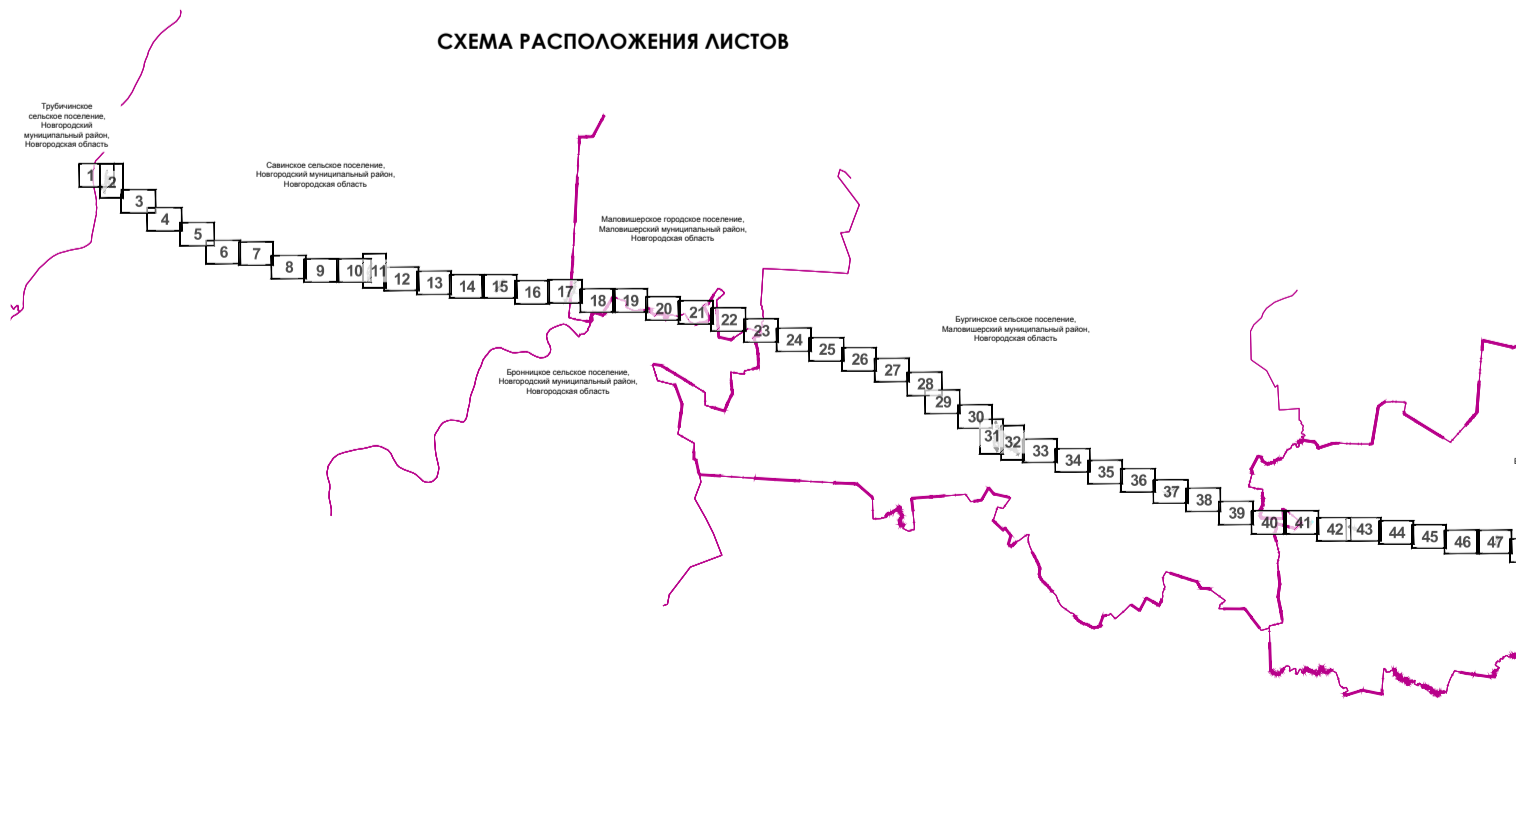 СХЕМА РАСПОЛОЖЕНИЯ ЛИСТОВ
Трубичинское
сельское поселение,
Новгородский
муниципальный район,
Новгородская область
Савинское сельское поселение,
Новгородский муниципальный район,
Новгородская область
Маловишерское городское поселение,
Маловишерский муниципальный район,
Новгородская область
Бургинское сельское поселение,
Маловишерский муниципальный район,
Новгородская область
Бронницкое сельское поселение,
Новгородский муниципальный район,
Новгородская область
1
2
3
4
5
6
7
8
9
10
11
12
13
14
15
16
17
18
19
20
21
22
23
24
25
26
27
28
29
30
31
32
33
34
35
36
37
38
39
40
41
42
43
44
45
46
47